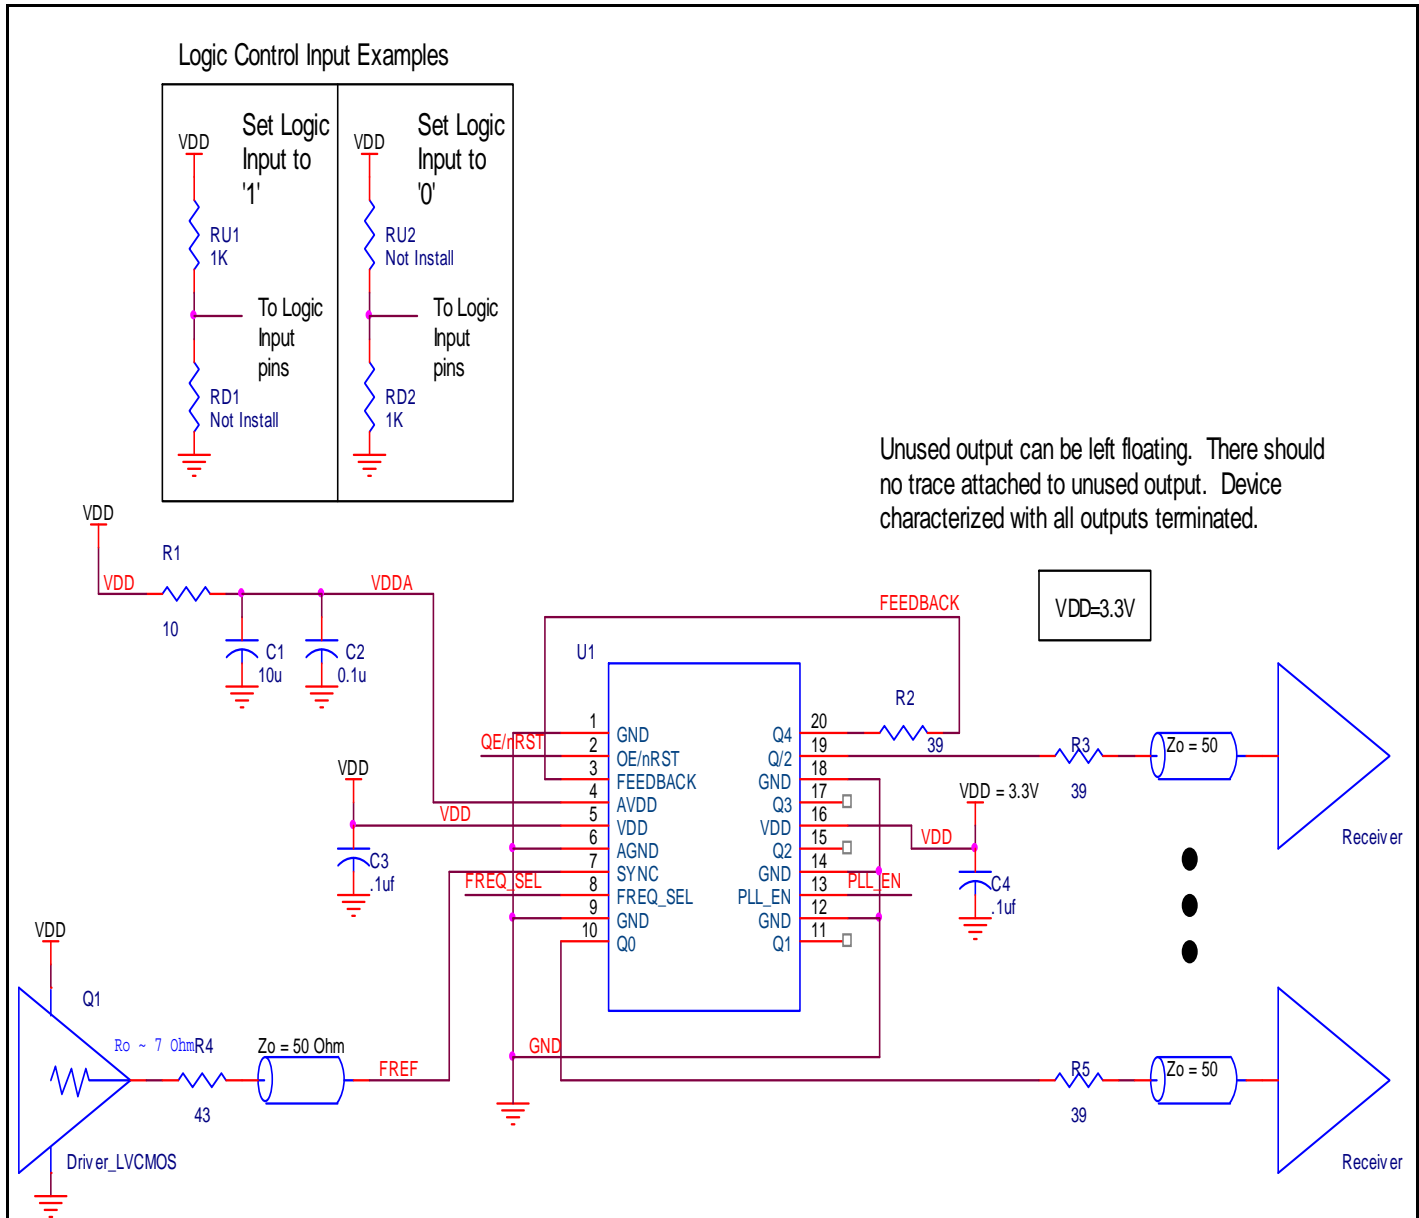 Logic Control Input Examples
VDD
Set Logic
Input to
'1'
RU1
1K
To Logic
Input
pins
RD1
Not Install
VDD
Set Logic
Input to
'0'
RU2
Not Install
To Logic
Input
pins
RD2
1K
Unused output can be left floating. There should
no trace attached to unused output. Device
characterized with all outputs terminated.
VDD=3.3V
VDD
VDD
R1
10
VDDA
C1
10u
C2
0.1u
FEEDBACK
U1
QE/nRST
1 GND
2 OE/nRST
3 FEEDBACK
4 AVDD
5 VDD
6 AGND
7 SYNC
8 FREQ_SEL
9 GND
10 Q0
Q4 20
Q/2 19
GND 18
Q3 17
VDD 16
Q2 15
GND 14
PLL_EN 13
GND 12
Q1 11
R2
39
R3
39
Zo = 50
Receiver
VDD
VDD
C3
.1uf
FREQ_SEL
VDD = 3.3V
VDD
C4
.1uf
PLL_EN
VDD
Q1
Ro ~ 7 Ohm
R4
43
Zo = 50 Ohm
FREF
Driver_LVCMOS
GND
R5
39
Zo = 50
Receiver